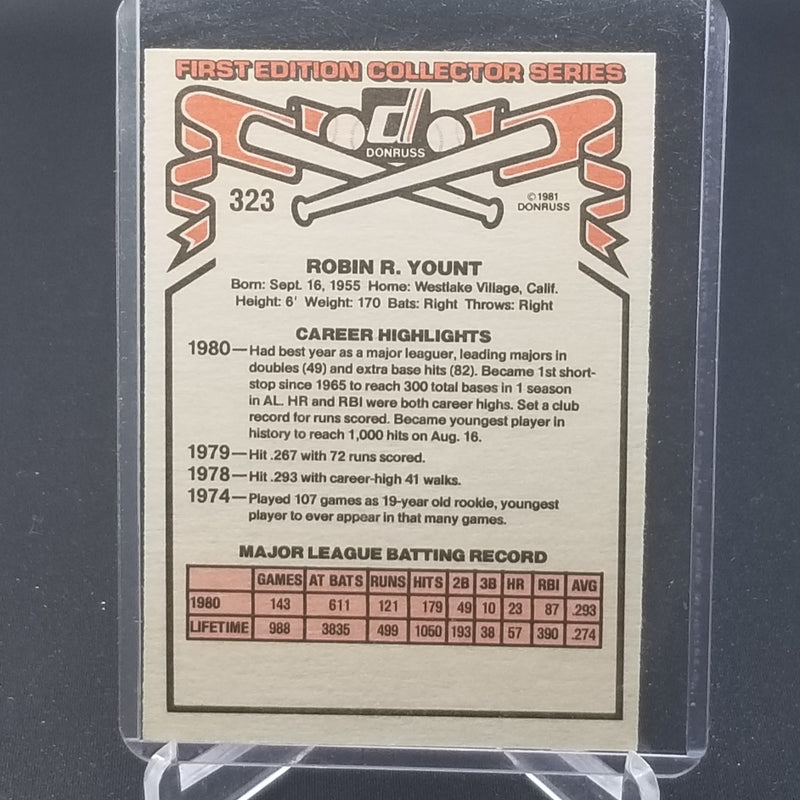 FIRST EDITION COLLECTOR SERIES
d
DONRUSS
323
© 1981
DONRUSS
ROBIN R. YOUNT
Born: Sept. 16, 1955 Home: Westlake Village, Calif.
Height: 6' Weight: 170 Bats: Right Throws: Right
CAREER HIGHLIGHTS
1980—Had best year as a major leaguer, leading majors in
doubles (49) and extra base hits (82). Became 1st short-
stop since 1965 to reach 300 total bases in 1 season
in AL. HR and RBI were both career highs. Set a club
record for runs scored. Became youngest player in
history to reach 1,000 hits on Aug. 16.
1979—Hit .267 with 72 runs scored.
1978—Hit .293 with career-high 41 walks.
1974—Played 107 games as 19-year old rookie, youngest
player to ever appear in that many games.
MAJOR LEAGUE BATTING RECORD
GAMES AT BATS RUNS HITS 2B 3B HR RBI AVG
1980 143 611 121 179 49 10 23 87 .293
LIFETIME 988 3835 499 1050 193 38 57 390 .274